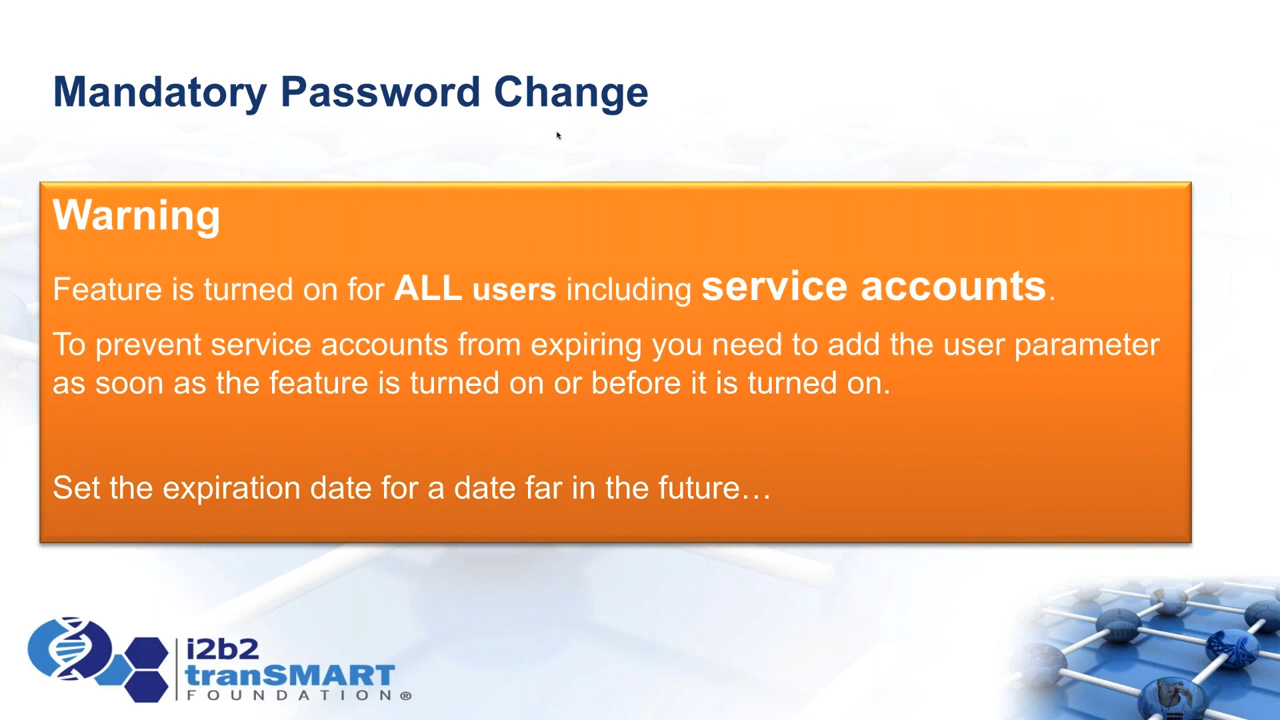 Mandatory Password Change
Warning
Feature is turned on for ALL users including service accounts.
To prevent service accounts from expiring you need to add the user parameter
as soon as the feature is turned on or before it is turned on.
Set the expiration date for a date far in the future…
i2b2
tranSMART
FOUNDATION®